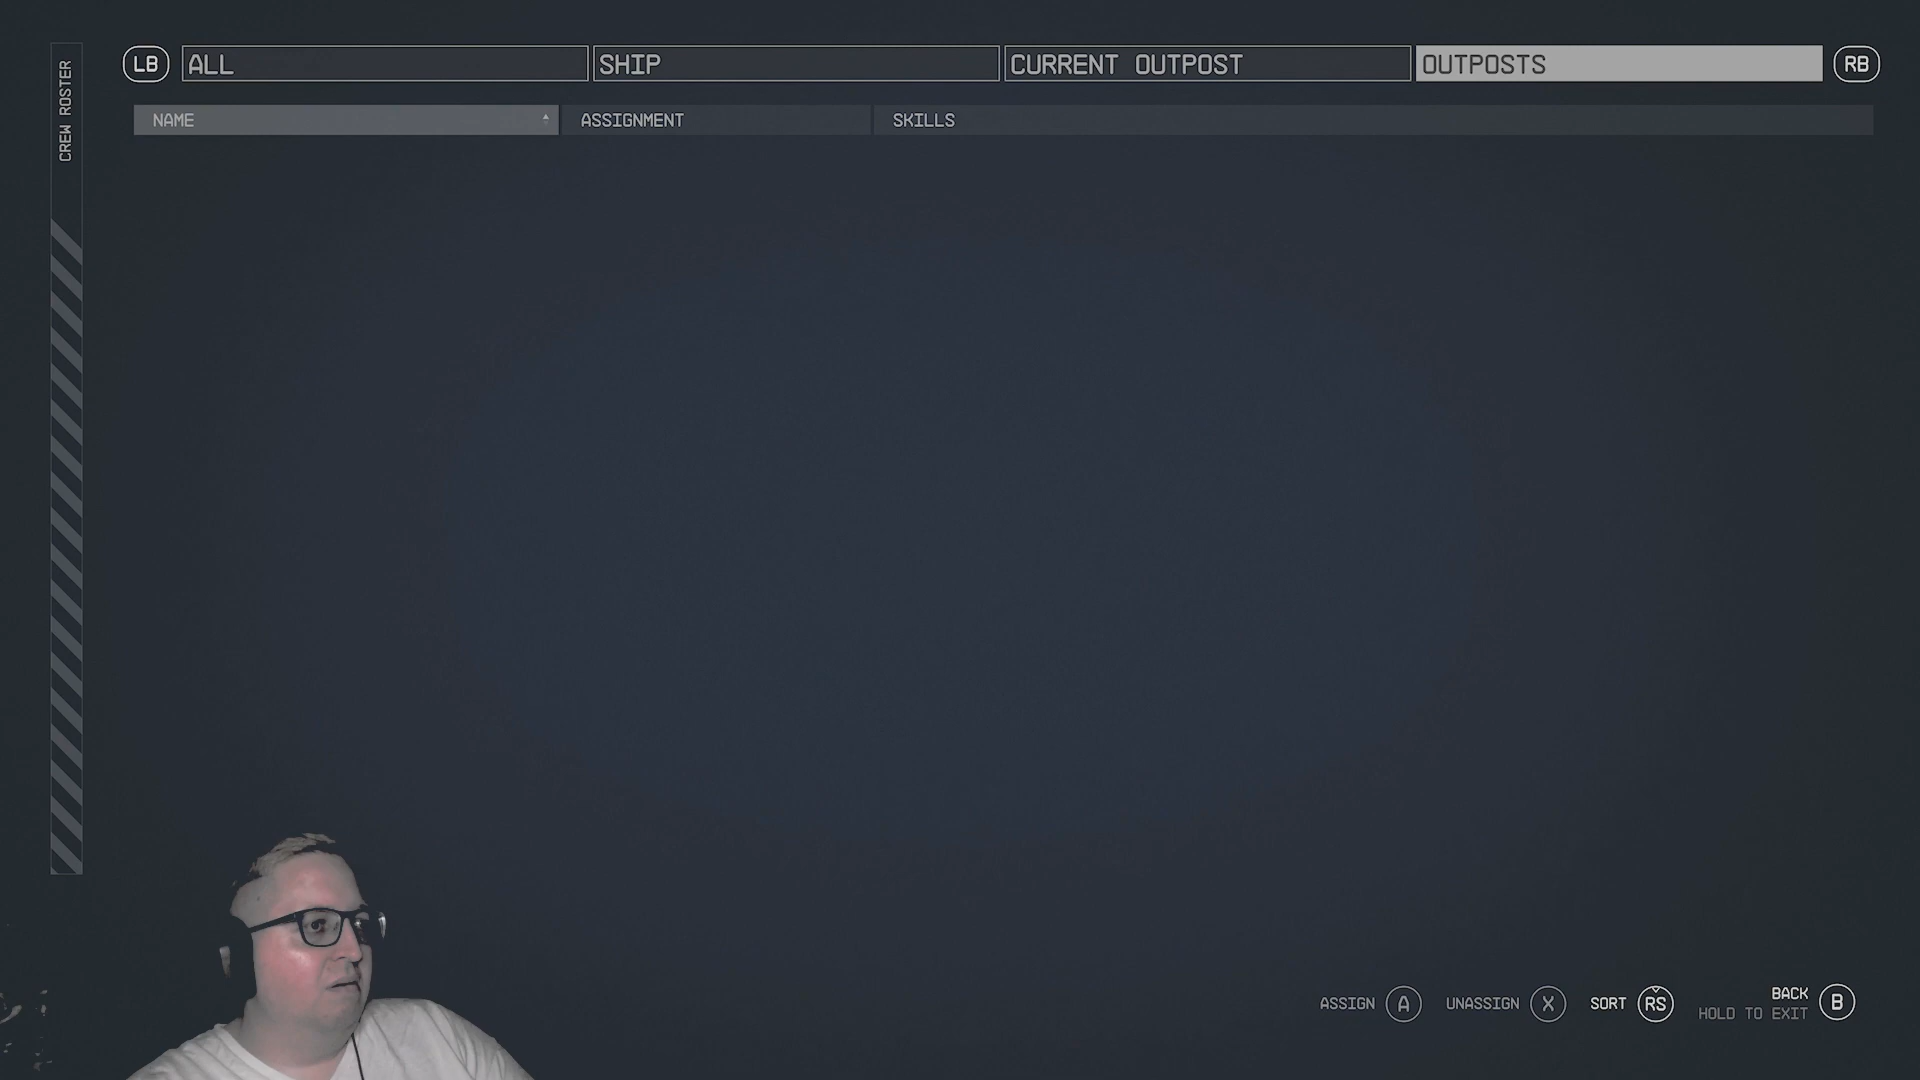 CREW ROSTER
LB ALL SHIP CURRENT OUTPOST OUTPOSTS RB
NAME ASSIGNMENT SKILLS
ASSIGN A UNASSIGN X SORT RS BACK B
HOLD TO EXIT